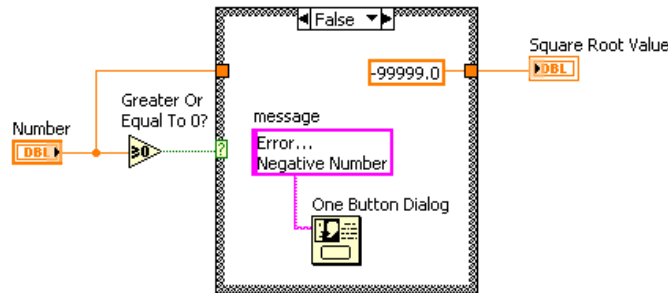 False
Square Root Value
-99999.0
DBL
Greater Or
Equal To 0?
message
Number
Error...
DBL
≥0
?
Negative Number
One Button Dialog